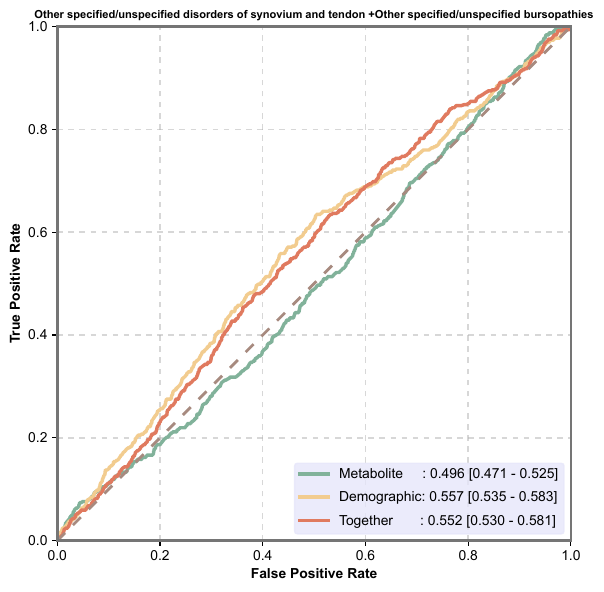 Other specified/unspecified disorders of synovium and tendon +Other specified/unspecified bursopathies
1.0
0.8
0.6
0.4
0.2
0.0
True Positive Rate
Metabolite : 0.496 [0.471 - 0.525]
Demographic: 0.557 [0.535 - 0.583]
Together : 0.552 [0.530 - 0.581]
0.0 0.2 0.4 0.6 0.8 1.0
False Positive Rate